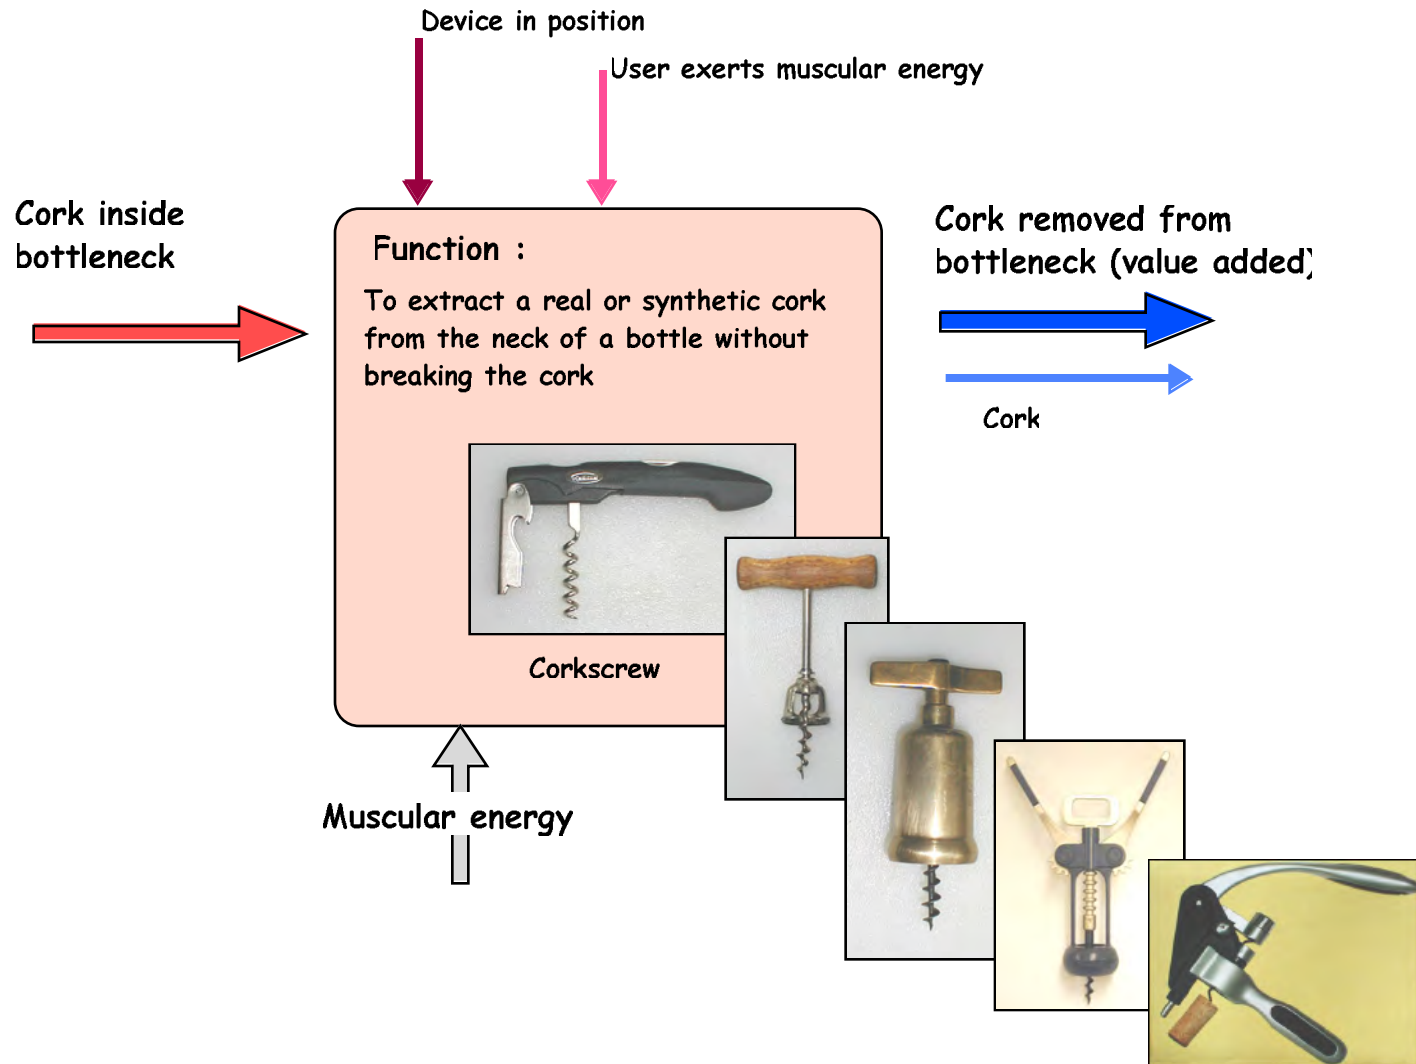 Device in position
User exerts muscular energy
Cork inside
bottleneck
Function :
To extract a real or synthetic cork
from the neck of a bottle without
breaking the cork
Cork removed from
bottleneck (value added)
Cork
Corkscrew
Muscular energy